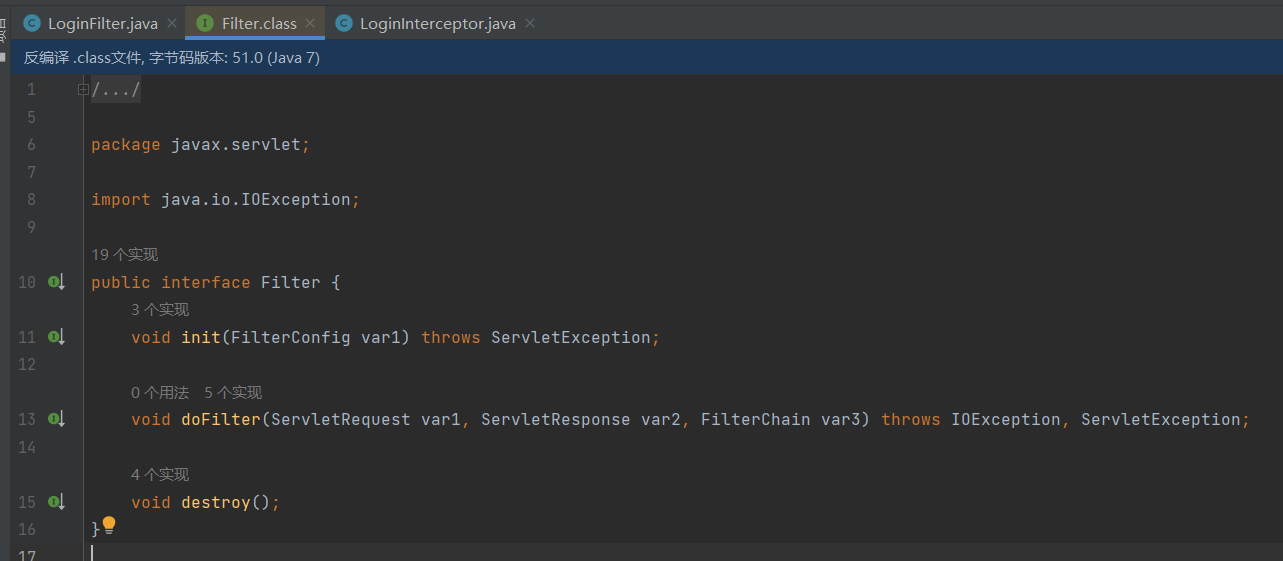 LoginFilter.java Filter.class LoginInterceptor.java
反编译 .class文件, 字节码版本: 51.0 (Java 7)
1 /.../
5
6 package javax.servlet;
7
8 import java.io.IOException;
9
19 个实现
10 public interface Filter {
3 个实现
11 void init(FilterConfig var1) throws ServletException;
12
0 个用法 5 个实现
13 void doFilter(ServletRequest var1, ServletResponse var2, FilterChain var3) throws IOException, ServletException;
14
4 个实现
15 void destroy();
16 }
17